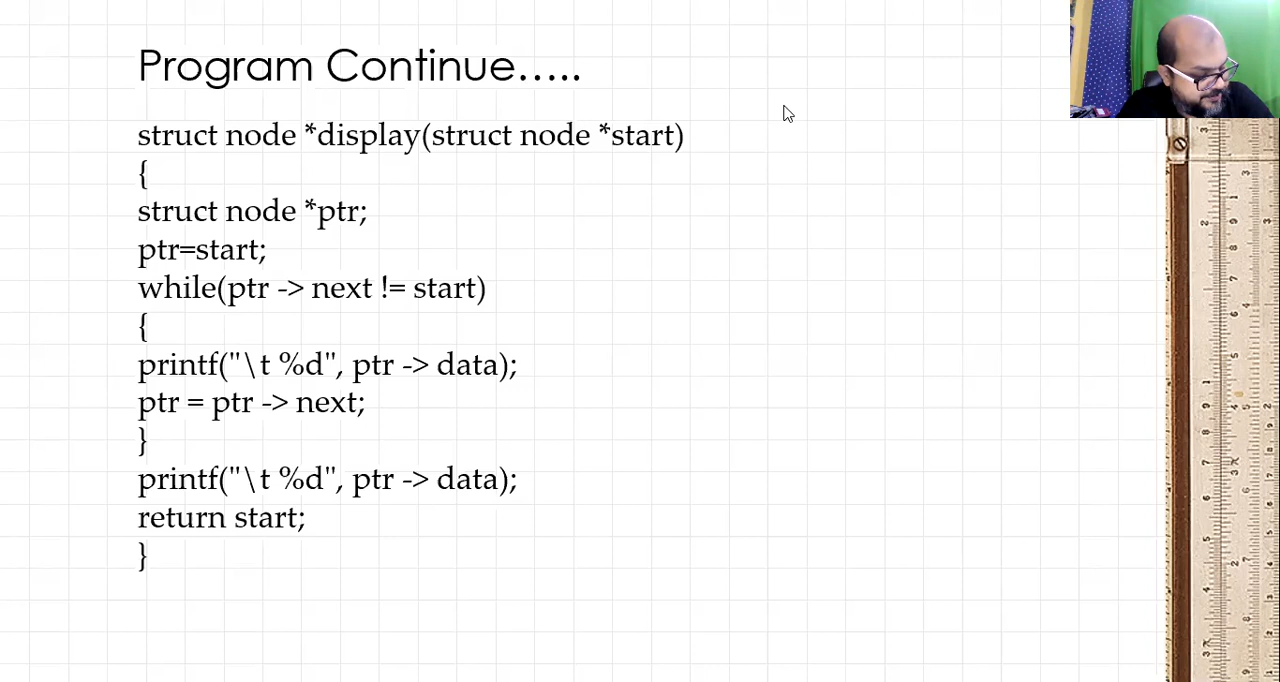 Program Continue.....
struct node *display(struct node *start)
{
struct node *ptr;
ptr=start;
while(ptr -> next != start)
{
printf("\t %d", ptr -> data);
ptr = ptr -> next;
}
printf("\t %d", ptr -> data);
return start;
}